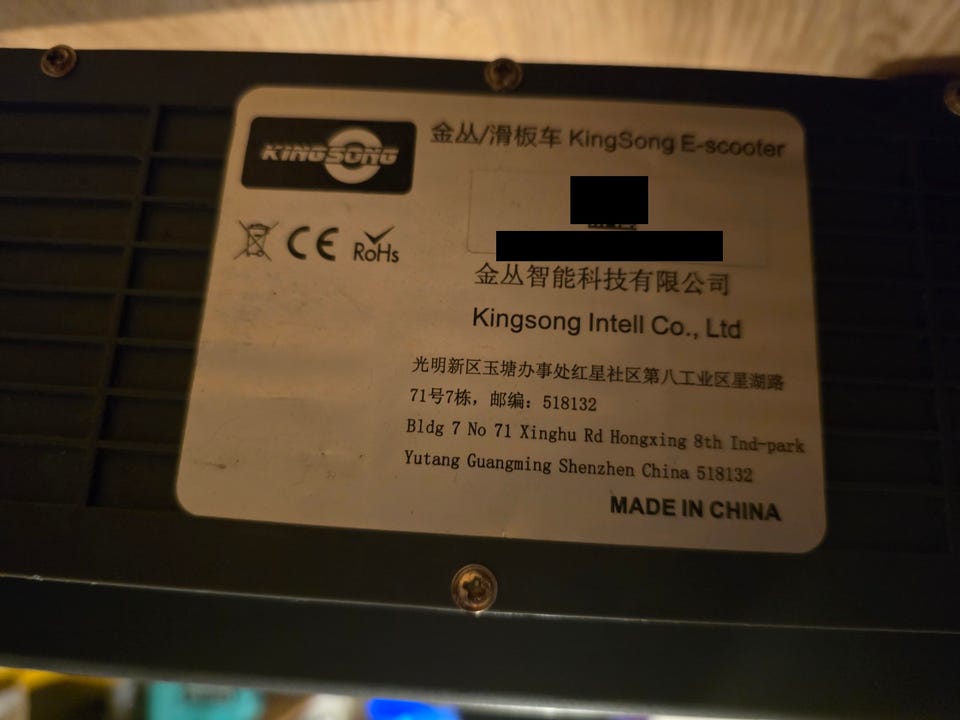 KINGSONG
金丛/滑板车 KingSong E-scooter
CE RoHs
金丛智能科技有限公司
Kingsong Intell Co., Ltd
光明新区玉塘办事处红星社区第八工业区星湖路
71号7栋，邮编：518132
Bldg 7 No 71 Xinghu Rd Hongxing 8th Ind-park
Yutang Guangming Shenzhen China 518132
MADE IN CHINA